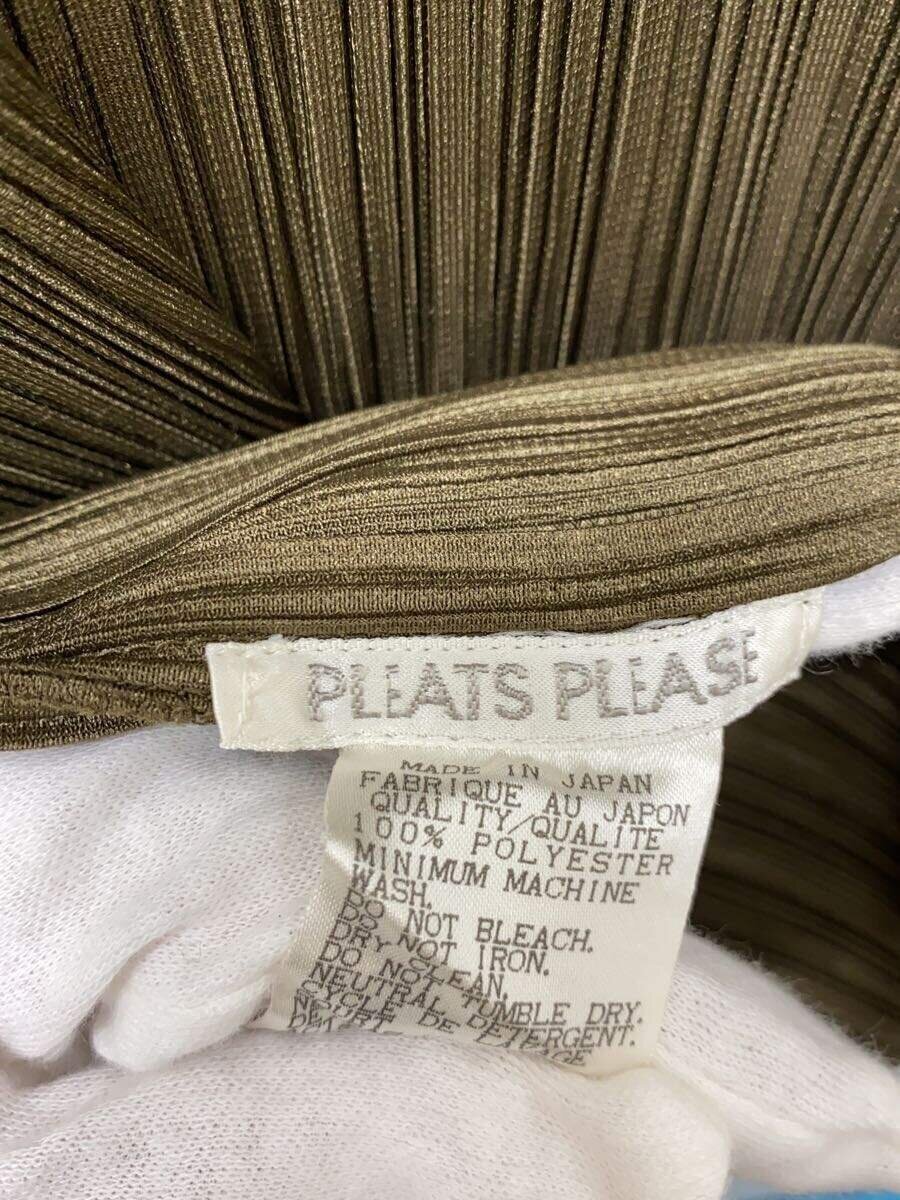 PLEATS PLEASE
MADE IN JAPAN
FABRIQUE AU JAPON
QUALITY/QUALITE
100% POLYESTER
MINIMUM MACHINE
WASH.
DO NOT BLEACH.
DO NOT IRON.
DRY CLEAN.
DO NOT TUMBLE DRY.
NEUTRAL DETERGENT.
CYCLE DE LAVAGE